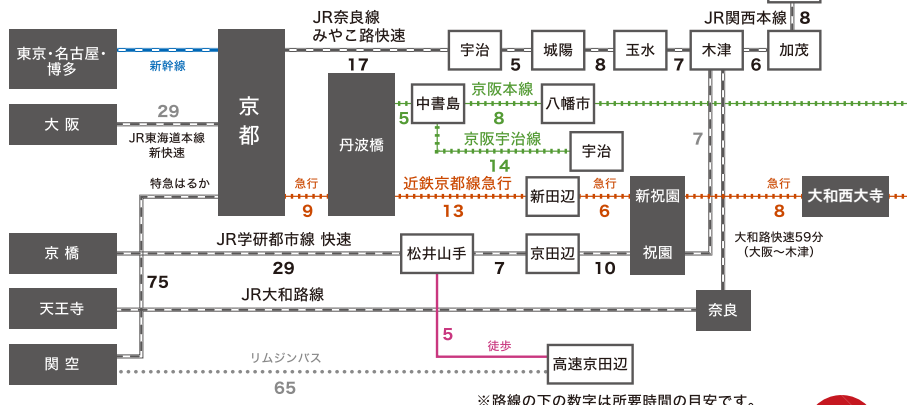 JR奈良線
みやこ路快速
17
JR関西本線
8
東京・名古屋・
博多
新幹線
京都
宇治
5
城陽
8
玉水
7
木津
6
加茂
大阪
29
JR東海道本線
新快速
丹波橋
5
中書島
京阪本線
8
八幡市
京阪宇治線
14
宇治
7
特急はるか
急行
9
近鉄京都線急行
13
新田辺
急行
6
新祝園
急行
8
大和西大寺
京橋
JR学研都市線 快速
29
松井山手
7
京田辺
10
祝園
大和路快速59分
(大阪〜木津)
75
天王寺
JR大和路線
奈良
関空
リムジンバス
65
5
徒歩
高速京田辺
※路線の下の数字は所要時間の目安です。